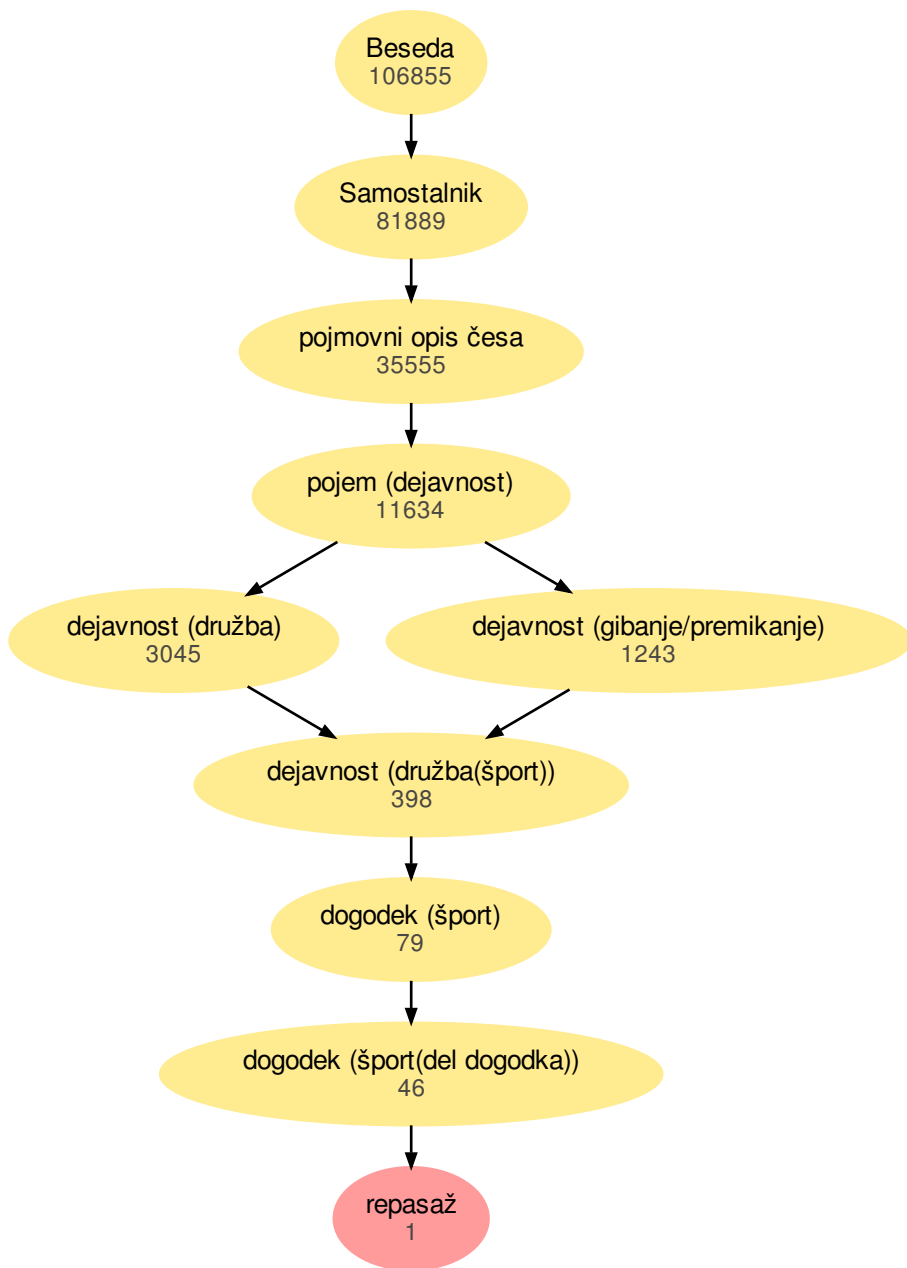 Beseda
106855
Samostalnik
81889
pojmovni opis česa
35555
pojem (dejavnost)
11634
dejavnost (družba)
3045
dejavnost (gibanje/premikanje)
1243
dejavnost (družba(šport))
398
dogodek (šport)
79
dogodek (šport(del dogodka))
46
repasaž
1